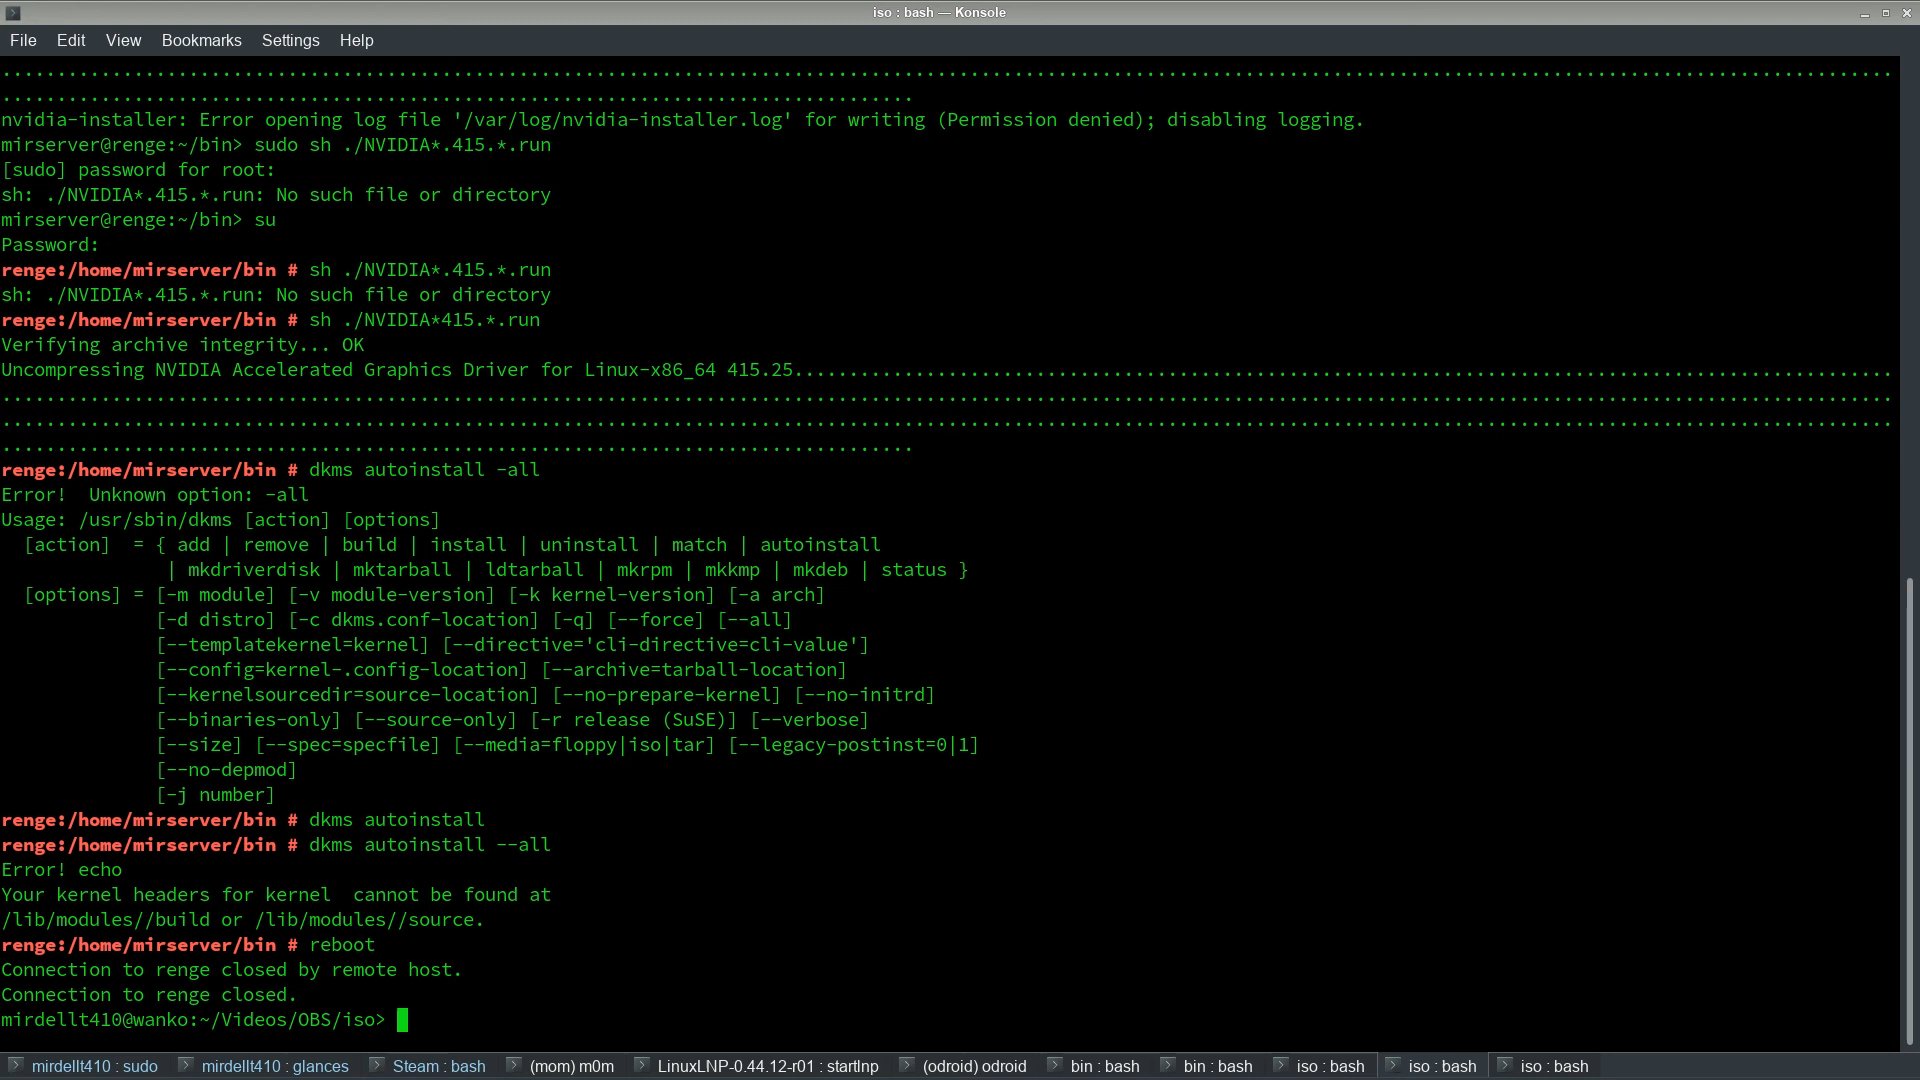 iso : bash — Konsole
File Edit View Bookmarks Settings Help
...........................................................................................................................................................................
...................................................................................
nvidia-installer: Error opening log file '/var/log/nvidia-installer.log' for writing (Permission denied); disabling logging.
mirserver@renge:~/bin> sudo sh ./NVIDIA*.415.*.run
[sudo] password for root:
sh: ./NVIDIA*.415.*.run: No such file or directory
mirserver@renge:~/bin> su
Password:
renge:/home/mirserver/bin # sh ./NVIDIA*.415.*.run
sh: ./NVIDIA*.415.*.run: No such file or directory
renge:/home/mirserver/bin # sh ./NVIDIA*415.*.run
Verifying archive integrity... OK
Uncompressing NVIDIA Accelerated Graphics Driver for Linux-x86_64 415.25....................................................................................................
............................................................................................................................................................................
............................................................................................................................................................................
...................................................................................
renge:/home/mirserver/bin # dkms autoinstall -all
Error!  Unknown option: -all
Usage: /usr/sbin/dkms [action] [options]
  [action]  = { add | remove | build | install | uninstall | match | autoinstall
               | mkdriverdisk | mktarball | ldtarball | mkrpm | mkkmp | mkdeb | status }
  [options] = [-m module] [-v module-version] [-k kernel-version] [-a arch]
              [-d distro] [-c dkms.conf-location] [-q] [--force] [--all]
              [--templatekernel=kernel] [--directive='cli-directive=cli-value']
              [--config=kernel-.config-location] [--archive=tarball-location]
              [--kernelsourcedir=source-location] [--no-prepare-kernel] [--no-initrd]
              [--binaries-only] [--source-only] [-r release (SuSE)] [--verbose]
              [--size] [--spec=specfile] [--media=floppy|iso|tar] [--legacy-postinst=0|1]
              [--no-depmod]
              [-j number]
renge:/home/mirserver/bin # dkms autoinstall
renge:/home/mirserver/bin # dkms autoinstall --all
Error! echo
Your kernel headers for kernel  cannot be found at
/lib/modules//build or /lib/modules//source.
renge:/home/mirserver/bin # reboot
Connection to renge closed by remote host.
Connection to renge closed.
mirdellt410@wanko:~/Videos/OBS/iso>
mirdellt410 : sudo mirdellt410 : glances Steam : bash (mom) m0m LinuxLNP-0.44.12-r01 : startlnp (odroid) odroid bin : bash bin : bash iso : bash iso : bash iso : bash